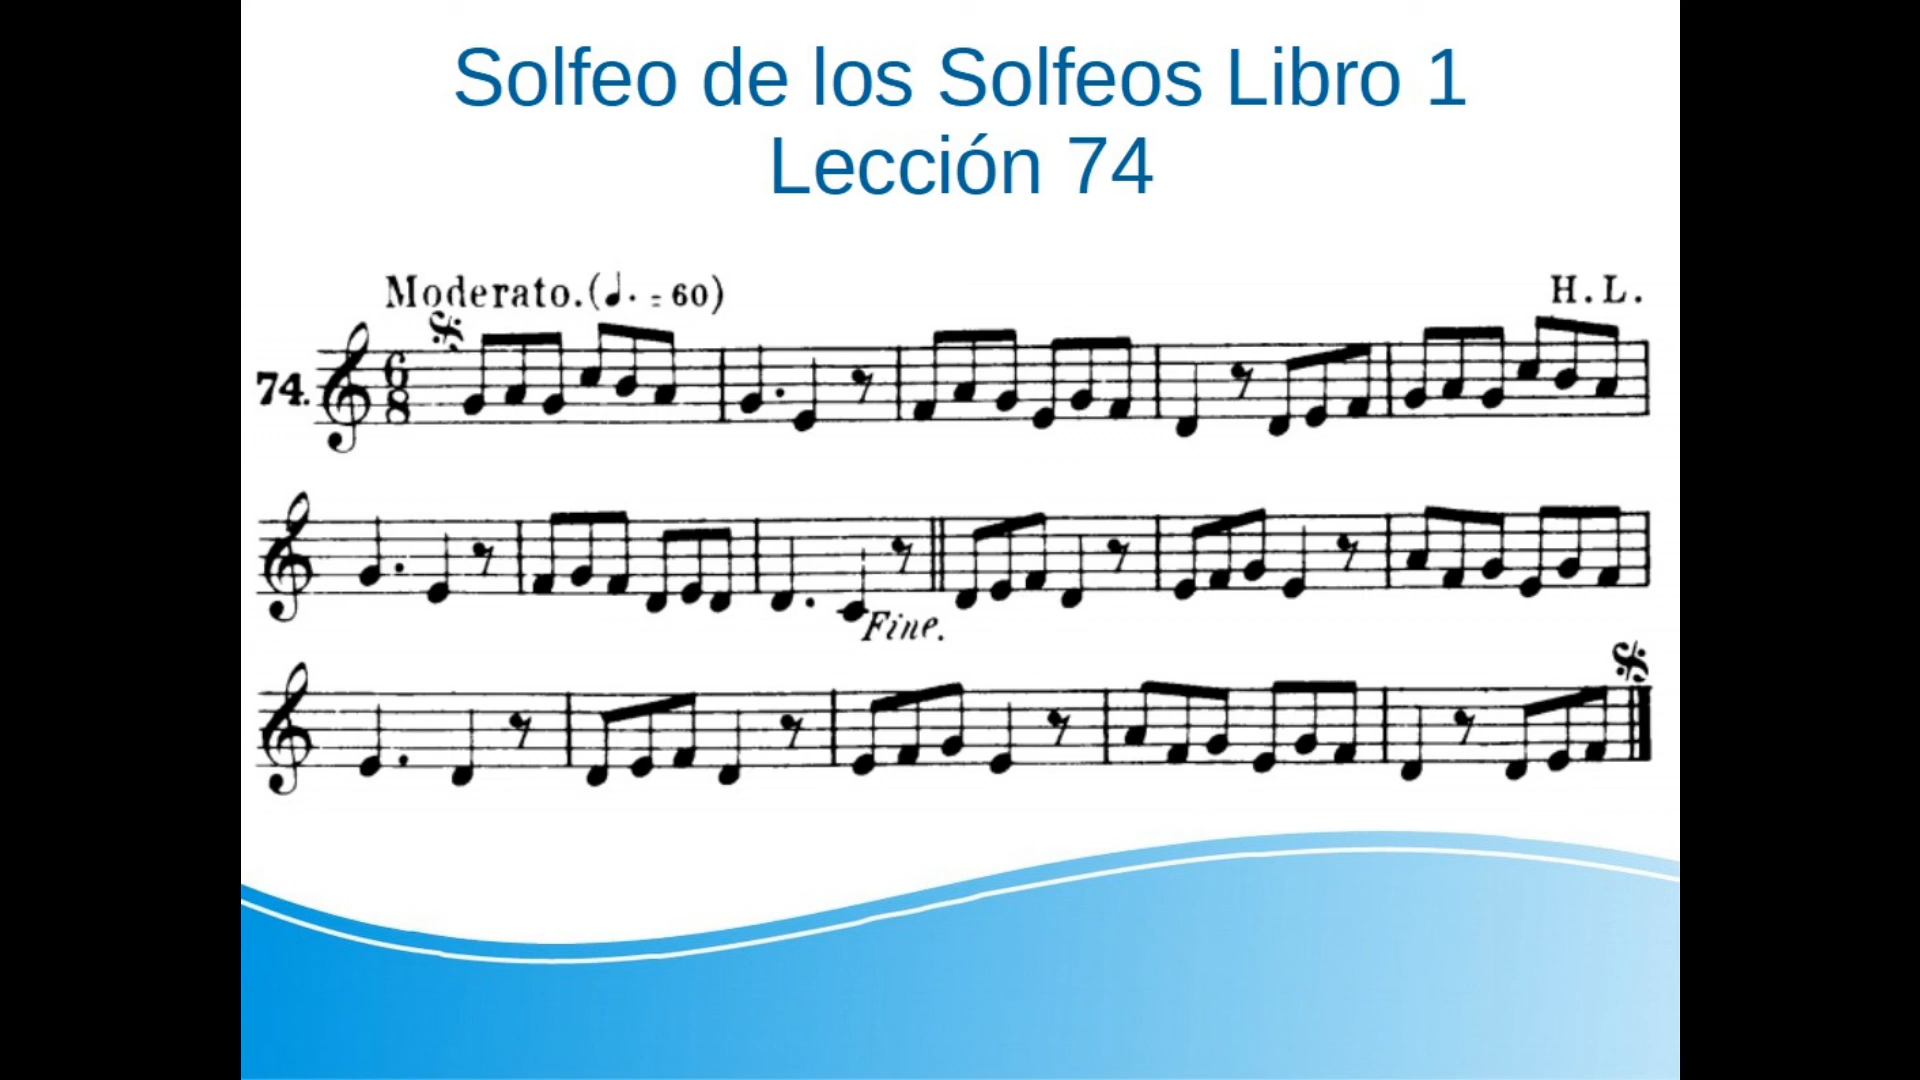 Solfeo de los Solfeos Libro 1
Lección 74
Moderato. (♩. = 60)
H. L.
74.
6
8
Fine.